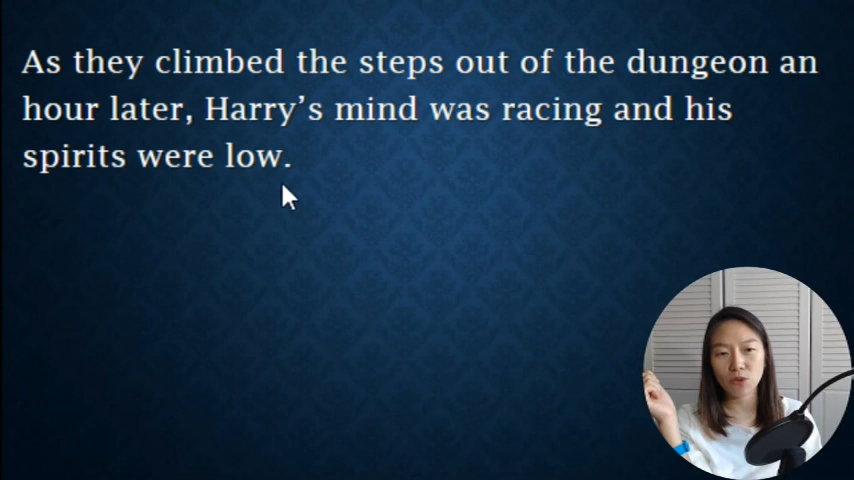 As they climbed the steps out of the dungeon an
hour later, Harry’s mind was racing and his
spirits were low.